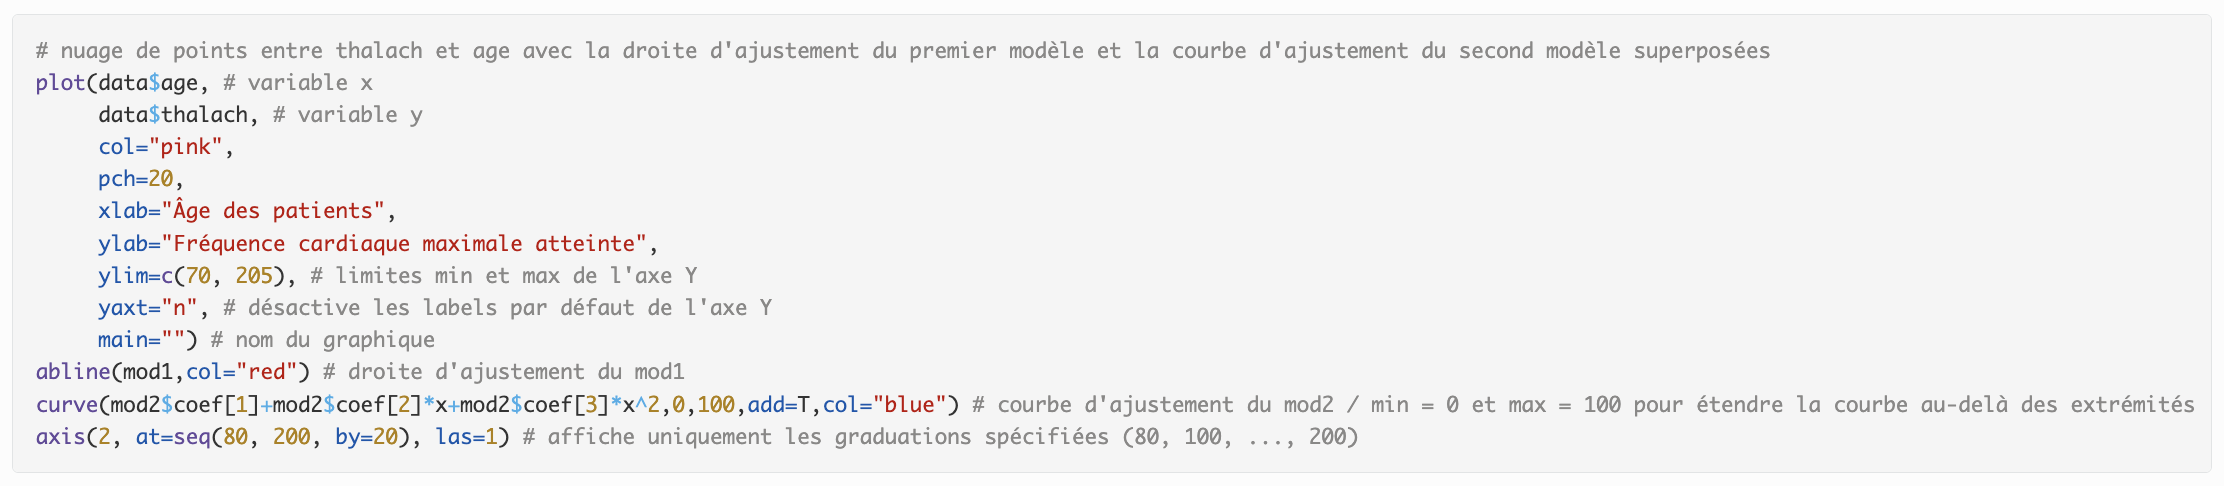 # nuage de points entre thalach et age avec la droite d'ajustement du premier modèle et la courbe d'ajustement du second modèle superposées
plot(data$age, # variable x
     data$thalach, # variable y
     col="pink",
     pch=20,
     xlab="Âge des patients",
     ylab="Fréquence cardiaque maximale atteinte",
     ylim=c(70, 205), # limites min et max de l'axe Y
     yaxt="n", # désactive les labels par défaut de l'axe Y
     main="") # nom du graphique
abline(mod1,col="red") # droite d'ajustement du mod1
curve(mod2$coef[1]+mod2$coef[2]*x+mod2$coef[3]*x^2,0,100,add=T,col="blue") # courbe d'ajustement du mod2 / min = 0 et max = 100 pour étendre la courbe au-delà des extrémités
axis(2, at=seq(80, 200, by=20), las=1) # affiche uniquement les graduations spécifiées (80, 100, ..., 200)